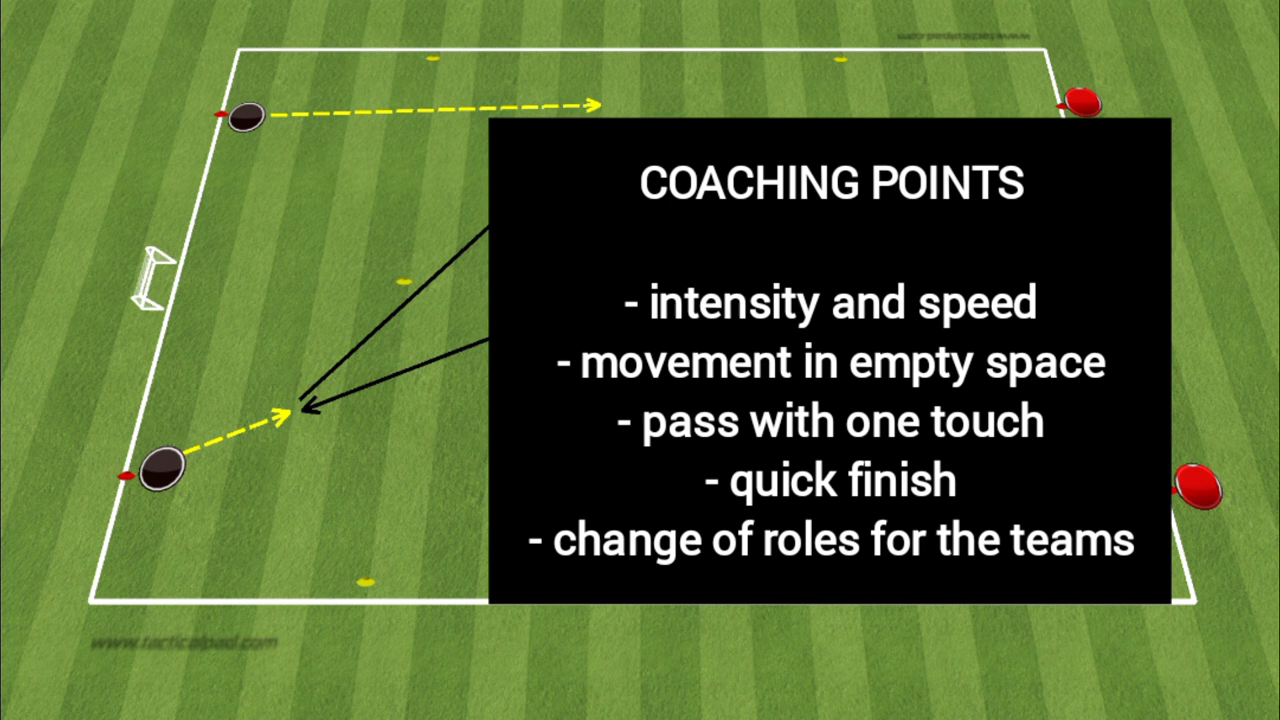 COACHING POINTS
- intensity and speed
- movement in empty space
- pass with one touch
- quick finish
- change of roles for the teams
www.tacticalpad.com